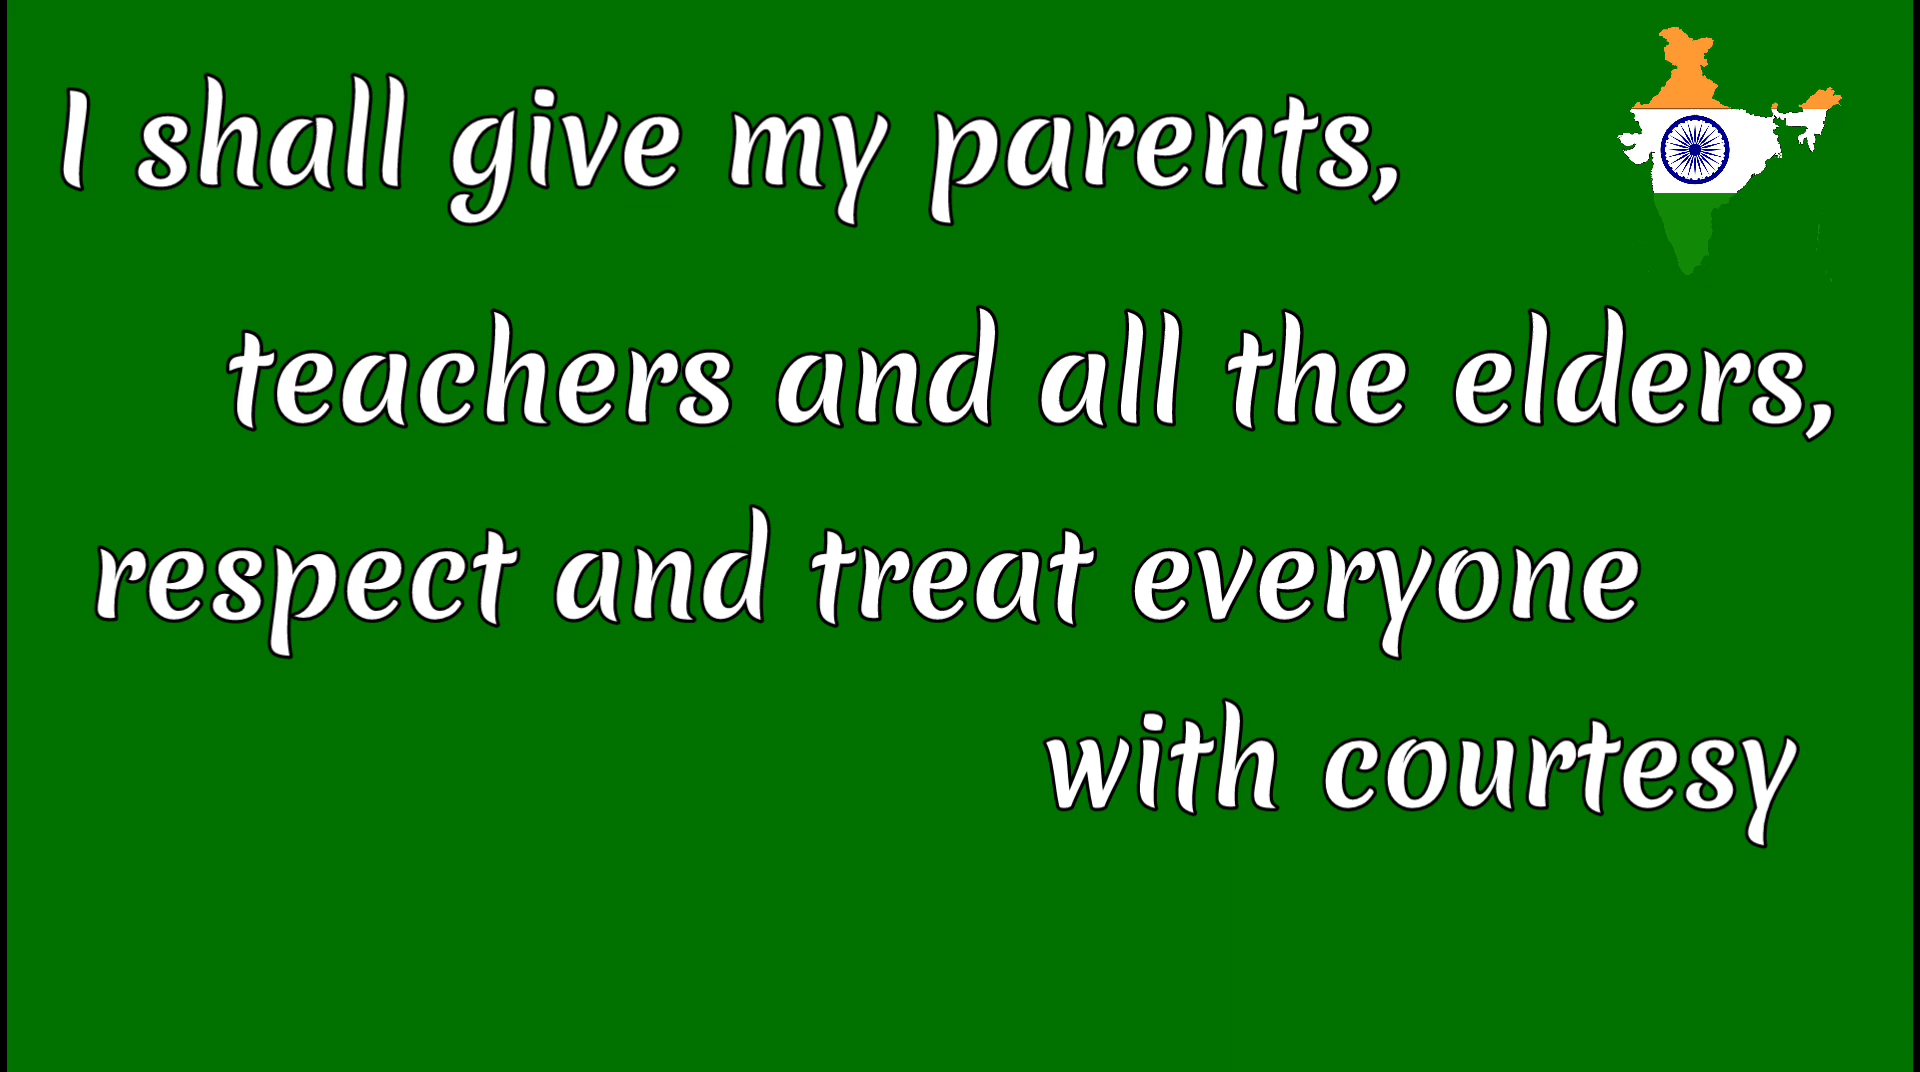 I shall give my parents,
teachers and all the elders,
respect and treat everyone
with courtesy